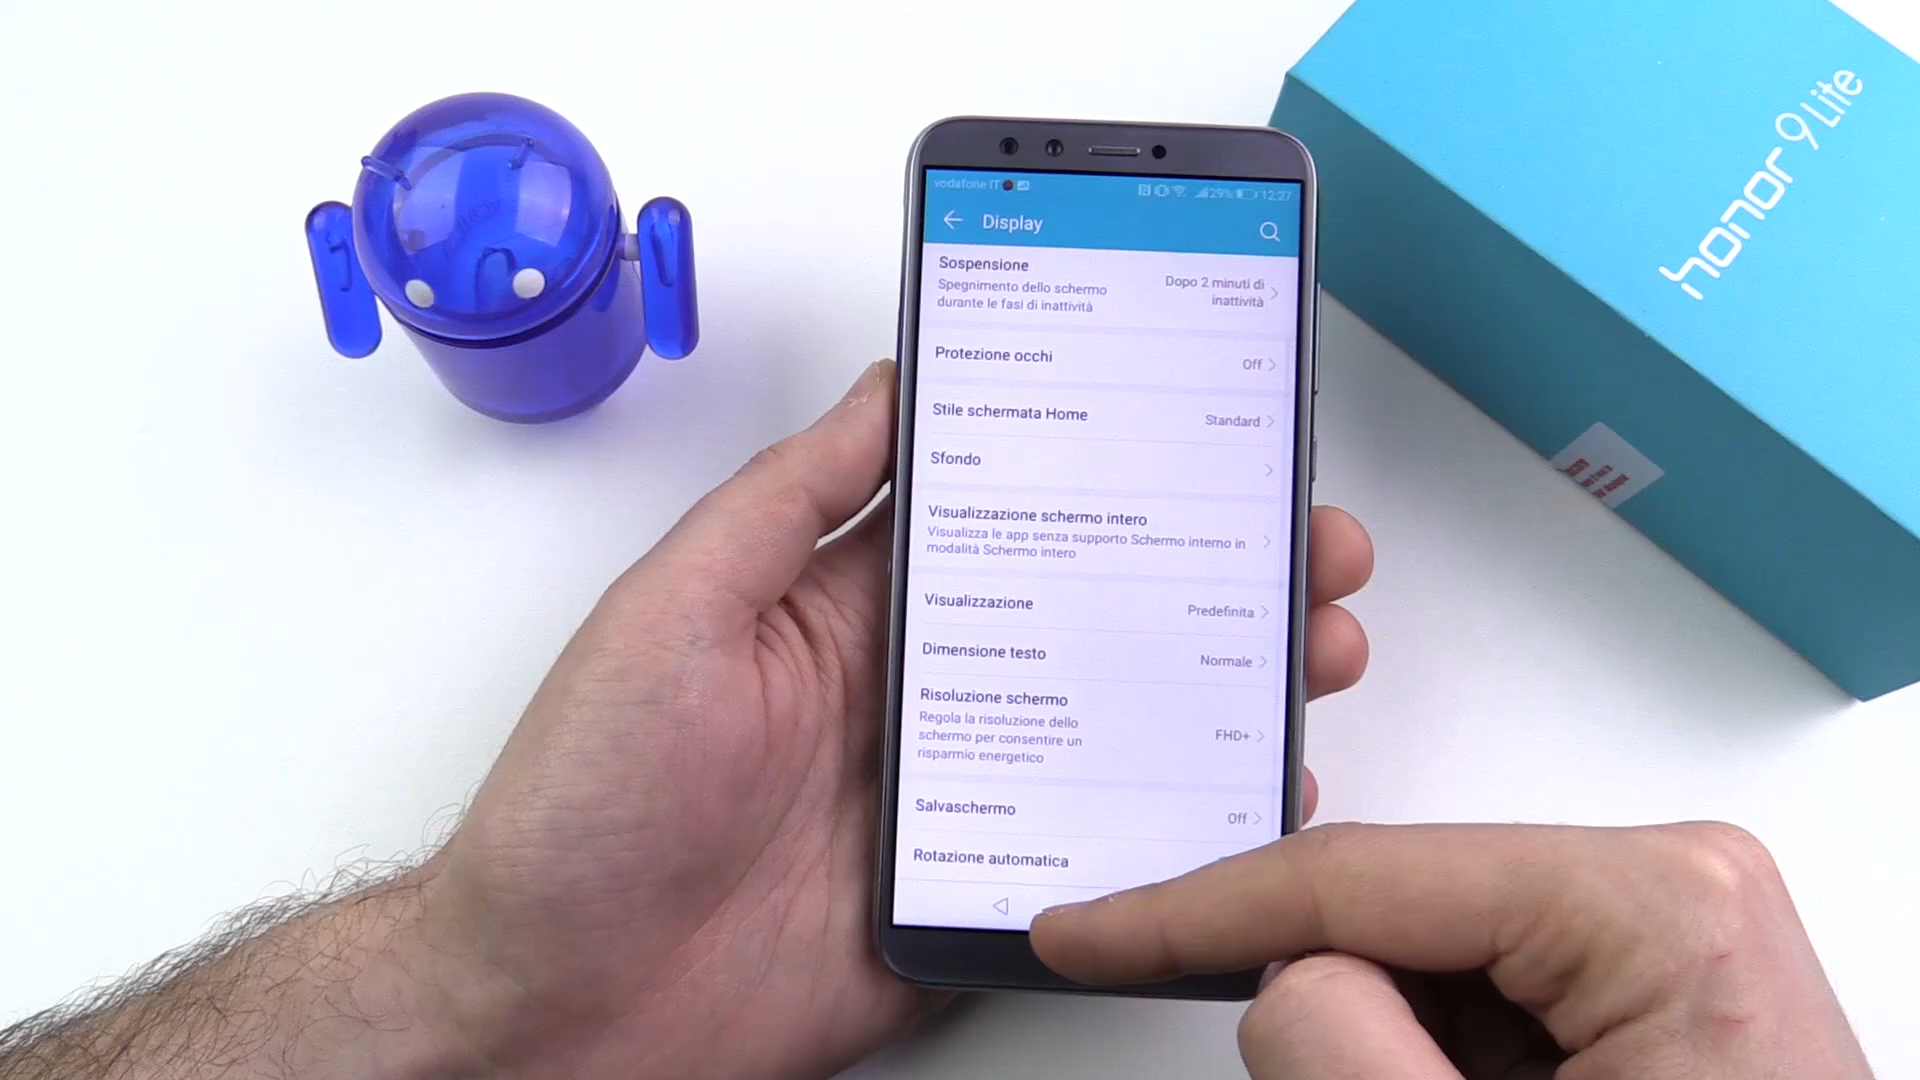 honor 9 Lite
vodafone IT
29%
12:27
Display
Sospensione
Spegnimento dello schermo
durante le fasi di inattività
Dopo 2 minuti di
inattività
Protezione occhi
Off
Stile schermata Home
Standard
Sfondo
Visualizzazione schermo intero
Visualizza le app senza supporto Schermo interno in
modalità Schermo intero
Visualizzazione
Predefinita
Dimensione testo
Normale
Risoluzione schermo
Regola la risoluzione dello
schermo per consentire un
risparmio energetico
FHD+
Salvaschermo
Off
Rotazione automatica